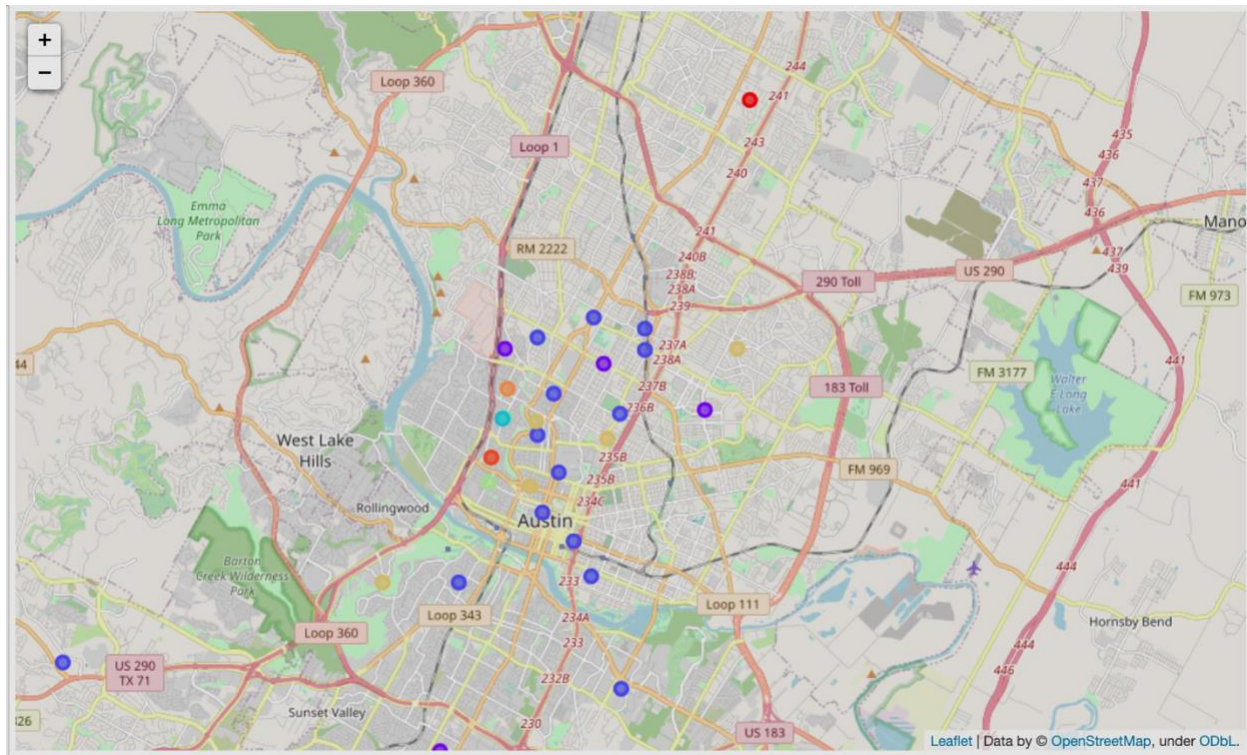 +
−
Loop 360
244
241
435
Loop 1
243
436
240
437
Emma
Long Metropolitan
Park
436
241
Mano
RM 2222
240B
437
238B;
238A
439
290 Toll
US 290
FM 973
239
237A
238A
441
44
FM 3177
Walter
E Long
Lake
183 Toll
237B
236B
West Lake
Hills
235B
FM 969
235B
441
234C
Rollingwood
Austin
Barton
Creek Wilderness
Park
444
233
Loop 111
Loop 343
234A
Hornsby Bend
Loop 360
233
444
US 290
TX 71
446
232B
Sunset Valley
326
230
US 183
Leaflet | Data by © OpenStreetMap, under ODbL.